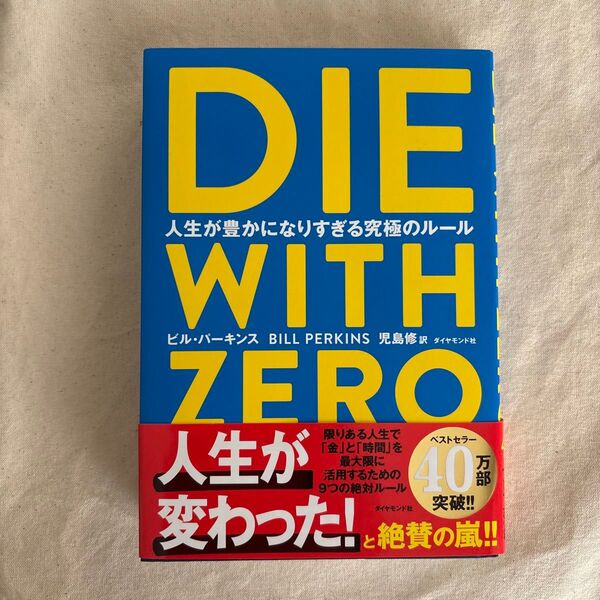 DIE
人生が豊かになりすぎる究極のルール
WITH
ビル・パーキンス BILL PERKINS 児島修 訳 ダイヤモンド社
ZERO
人生が
変わった!
と絶賛の嵐!!
限りある人生で
「金」と「時間」を
最大限に
活用するための
9つの絶対ルール
ダイヤモンド社
ベストセラー
40万部
突破!!